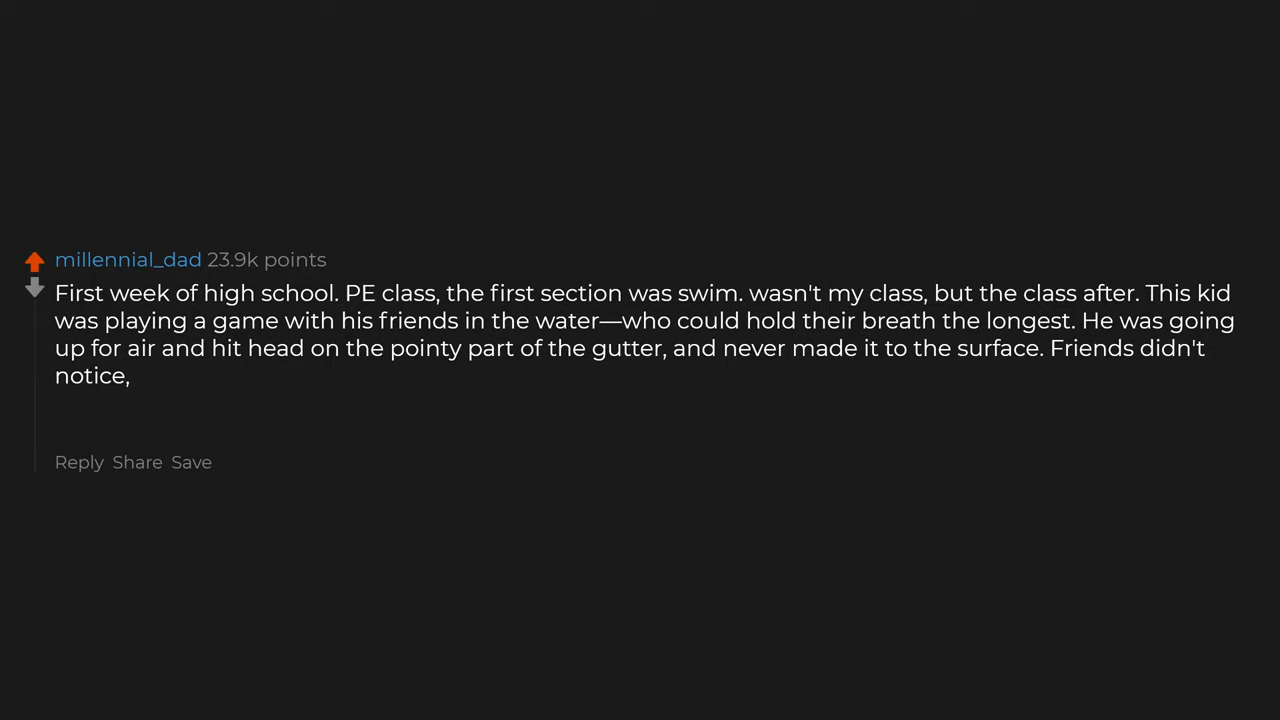 millennial_dad 23.9k points
First week of high school. PE class, the first section was swim. wasn't my class, but the class after. This kid
was playing a game with his friends in the water—who could hold their breath the longest. He was going
up for air and hit head on the pointy part of the gutter, and never made it to the surface. Friends didn't
notice,
Reply Share Save